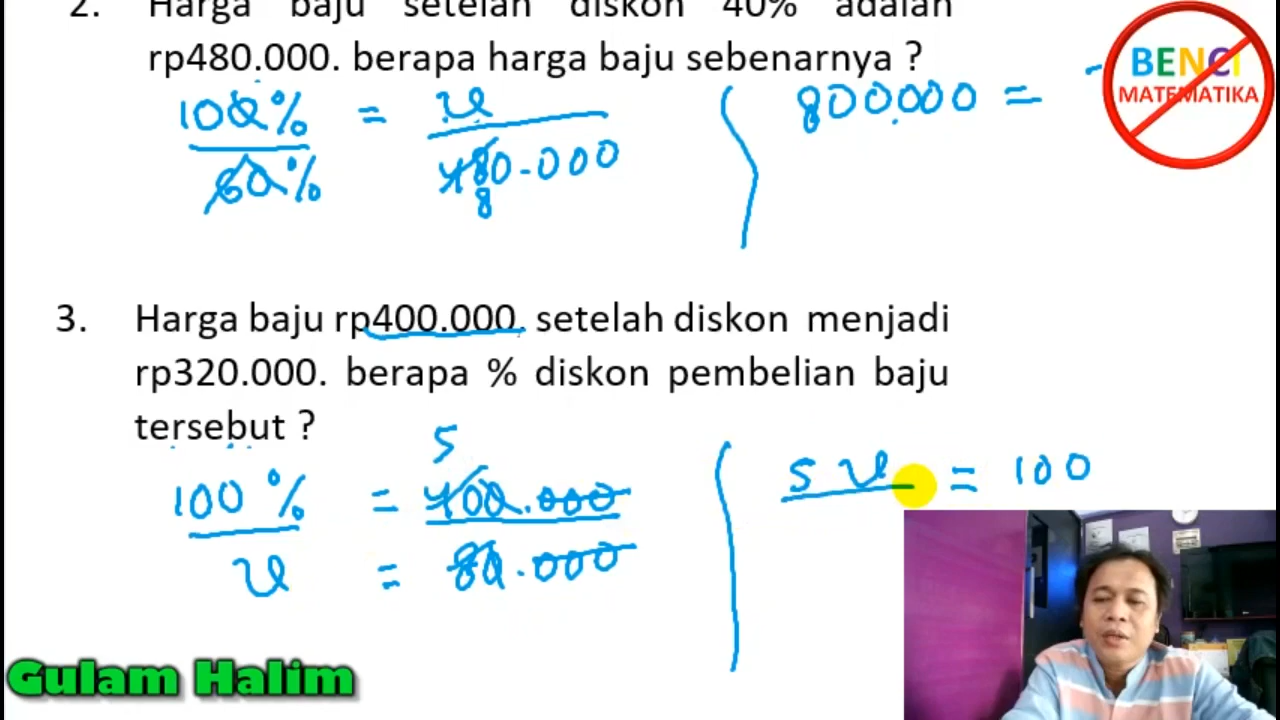 2. Harga baju setelah diskon 40% adalah
rp480.000. berapa harga baju sebenarnya ?
100% = x 800.000 =
60% 480.000
8
BENCI
MATEMATIKA
3. Harga baju rp400.000. setelah diskon menjadi
rp320.000. berapa % diskon pembelian baju
tersebut ?
5
100 % = 400.000 5 x = 100
x = 80.000
Gulam Halim